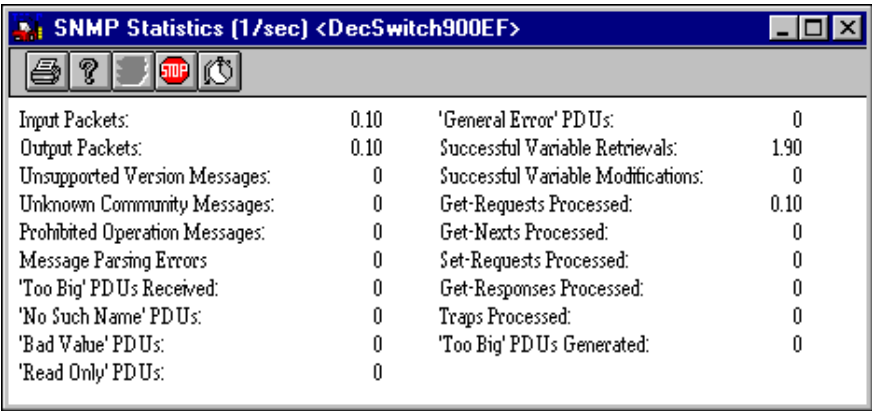 SNMP Statistics (1/sec) <DecSwitch900EF>
STOP
Input Packets: 0.10 'General Error' PDUs: 0
Output Packets: 0.10 Successful Variable Retrievals: 1.90
Unsupported Version Messages: 0 Successful Variable Modifications: 0
Unknown Community Messages: 0 Get-Requests Processed: 0.10
Prohibited Operation Messages: 0 Get-Nexts Processed: 0
Message Parsing Errors 0 Set-Requests Processed: 0
'Too Big' PDUs Received: 0 Get-Responses Processed: 0
'No Such Name' PDUs: 0 Traps Processed: 0
'Bad Value' PDUs: 0 'Too Big' PDUs Generated: 0
'Read Only' PDUs: 0